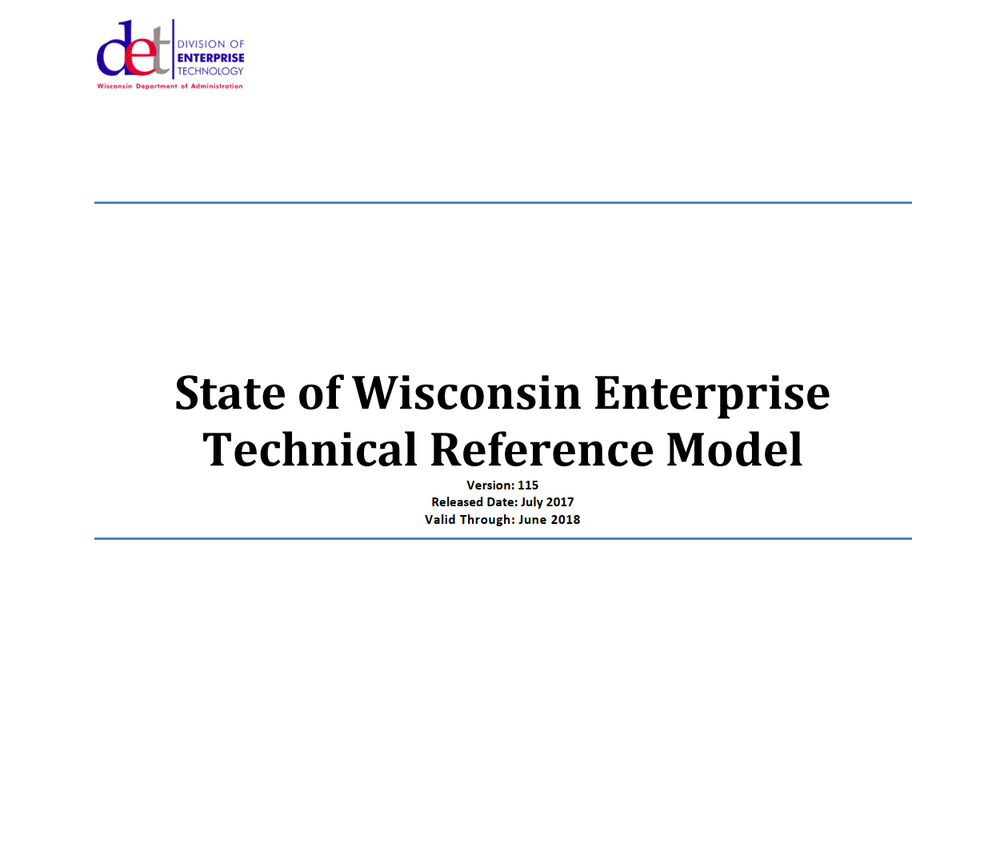 det
DIVISION OF
ENTERPRISE
TECHNOLOGY
Wisconsin Department of Administration
State of Wisconsin Enterprise
Technical Reference Model
Version: 115
Released Date: July 2017
Valid Through: June 2018